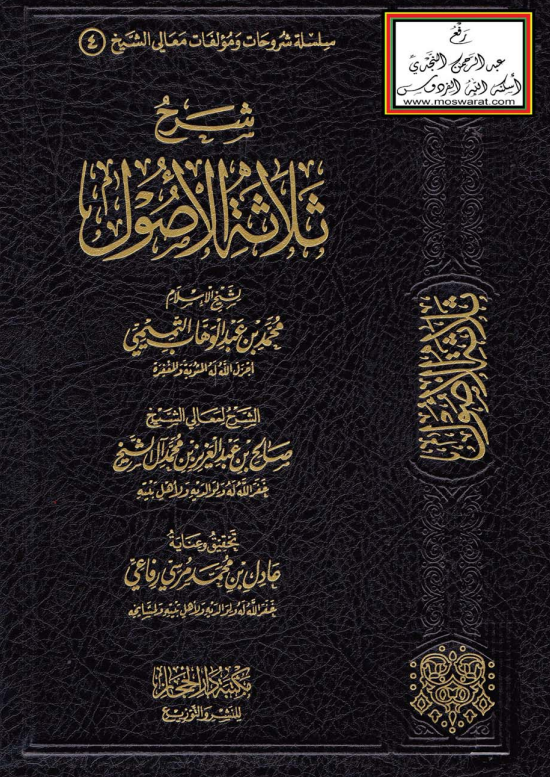 سلسلة شروحات ومؤلفات معالي الشيخ (٤)
رفع
عبد الرحمن النجدي
أسكنه الله الفردوس
www.moswarat.com
شرح
ثلاثة الأصول
لشيخ الإسلام
محمد بن عبد الوهاب التميمي
أجزل الله له المثوبة والمغفرة
الشرح لمعالي الشيخ
صالح بن عبد العزيز بن محمد آل الشيخ
غفر الله له ولوالديه ولأهل بيته
تحقيق وعناية
عادل بن محمد مرسي رفاعي
غفر الله له ولوالديه ولأهل بيته ولمشايخه
مكتبة دار الحجاز
للنشر والتوزيع
ثلاثة الأصول